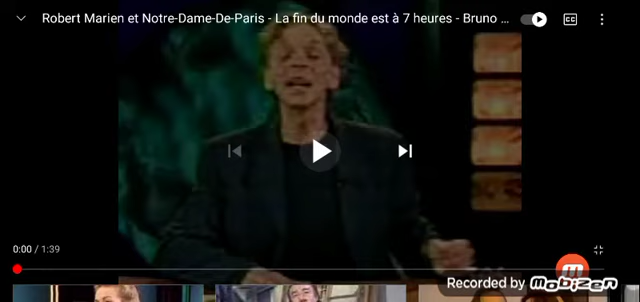 Robert Marien et Notre-Dame-De-Paris - La fin du monde est à 7 heures - Bruno ...
CC
0:00 / 1:39
Recorded by mobizen